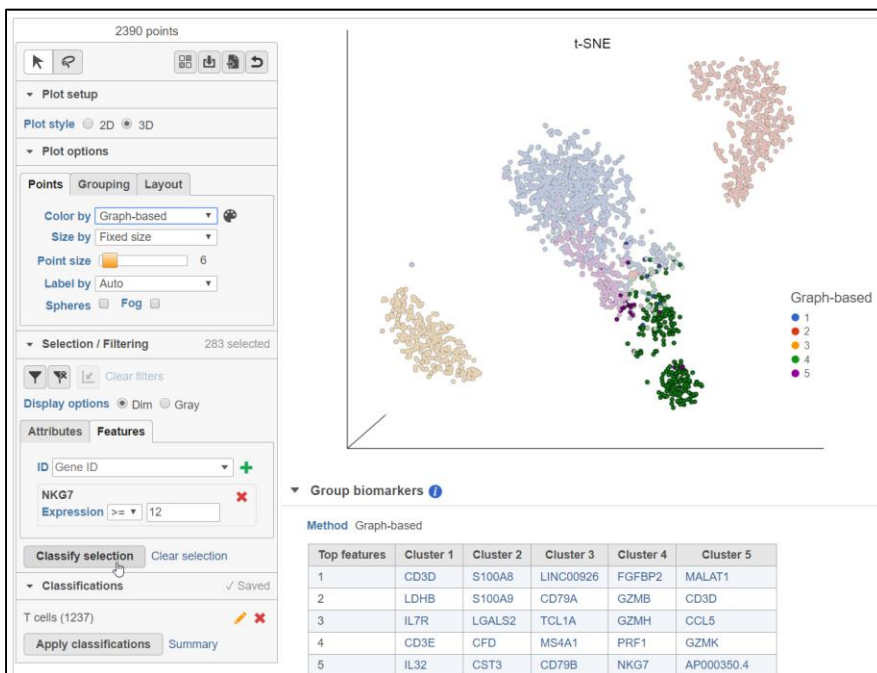 2390 points
Plot setup
Plot style 2D 3D
Plot options
Points Grouping Layout
Color by Graph-based
Size by Fixed size
Point size 6
Label by Auto
Spheres Fog
Selection / Filtering 283 selected
Clear filters
Display options Dim Gray
Attributes Features
ID Gene ID
NKG7
Expression >= 12
Classify selection Clear selection
Classifications ✓ Saved
T cells (1237)
Apply classifications Summary
t-SNE
Graph-based
1
2
3
4
5
Group biomarkers i
Method Graph-based
Top features Cluster 1 Cluster 2 Cluster 3 Cluster 4 Cluster 5
1 CD3D S100A8 LINC00926 FGFBP2 MALAT1
2 LDHB S100A9 CD79A GZMB CD3D
3 IL7R LGALS2 TCL1A GZMH CCL5
4 CD3E CFD MS4A1 PRF1 GZMK
5 IL32 CST3 CD79B NKG7 AP000350.4